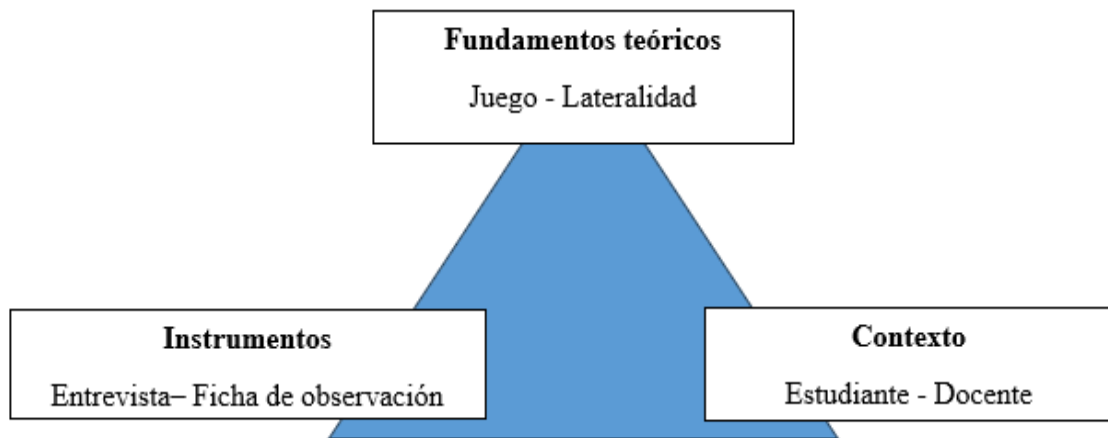 Fundamentos teóricos
Juego - Lateralidad
Instrumentos
Entrevista– Ficha de observación
Contexto
Estudiante - Docente